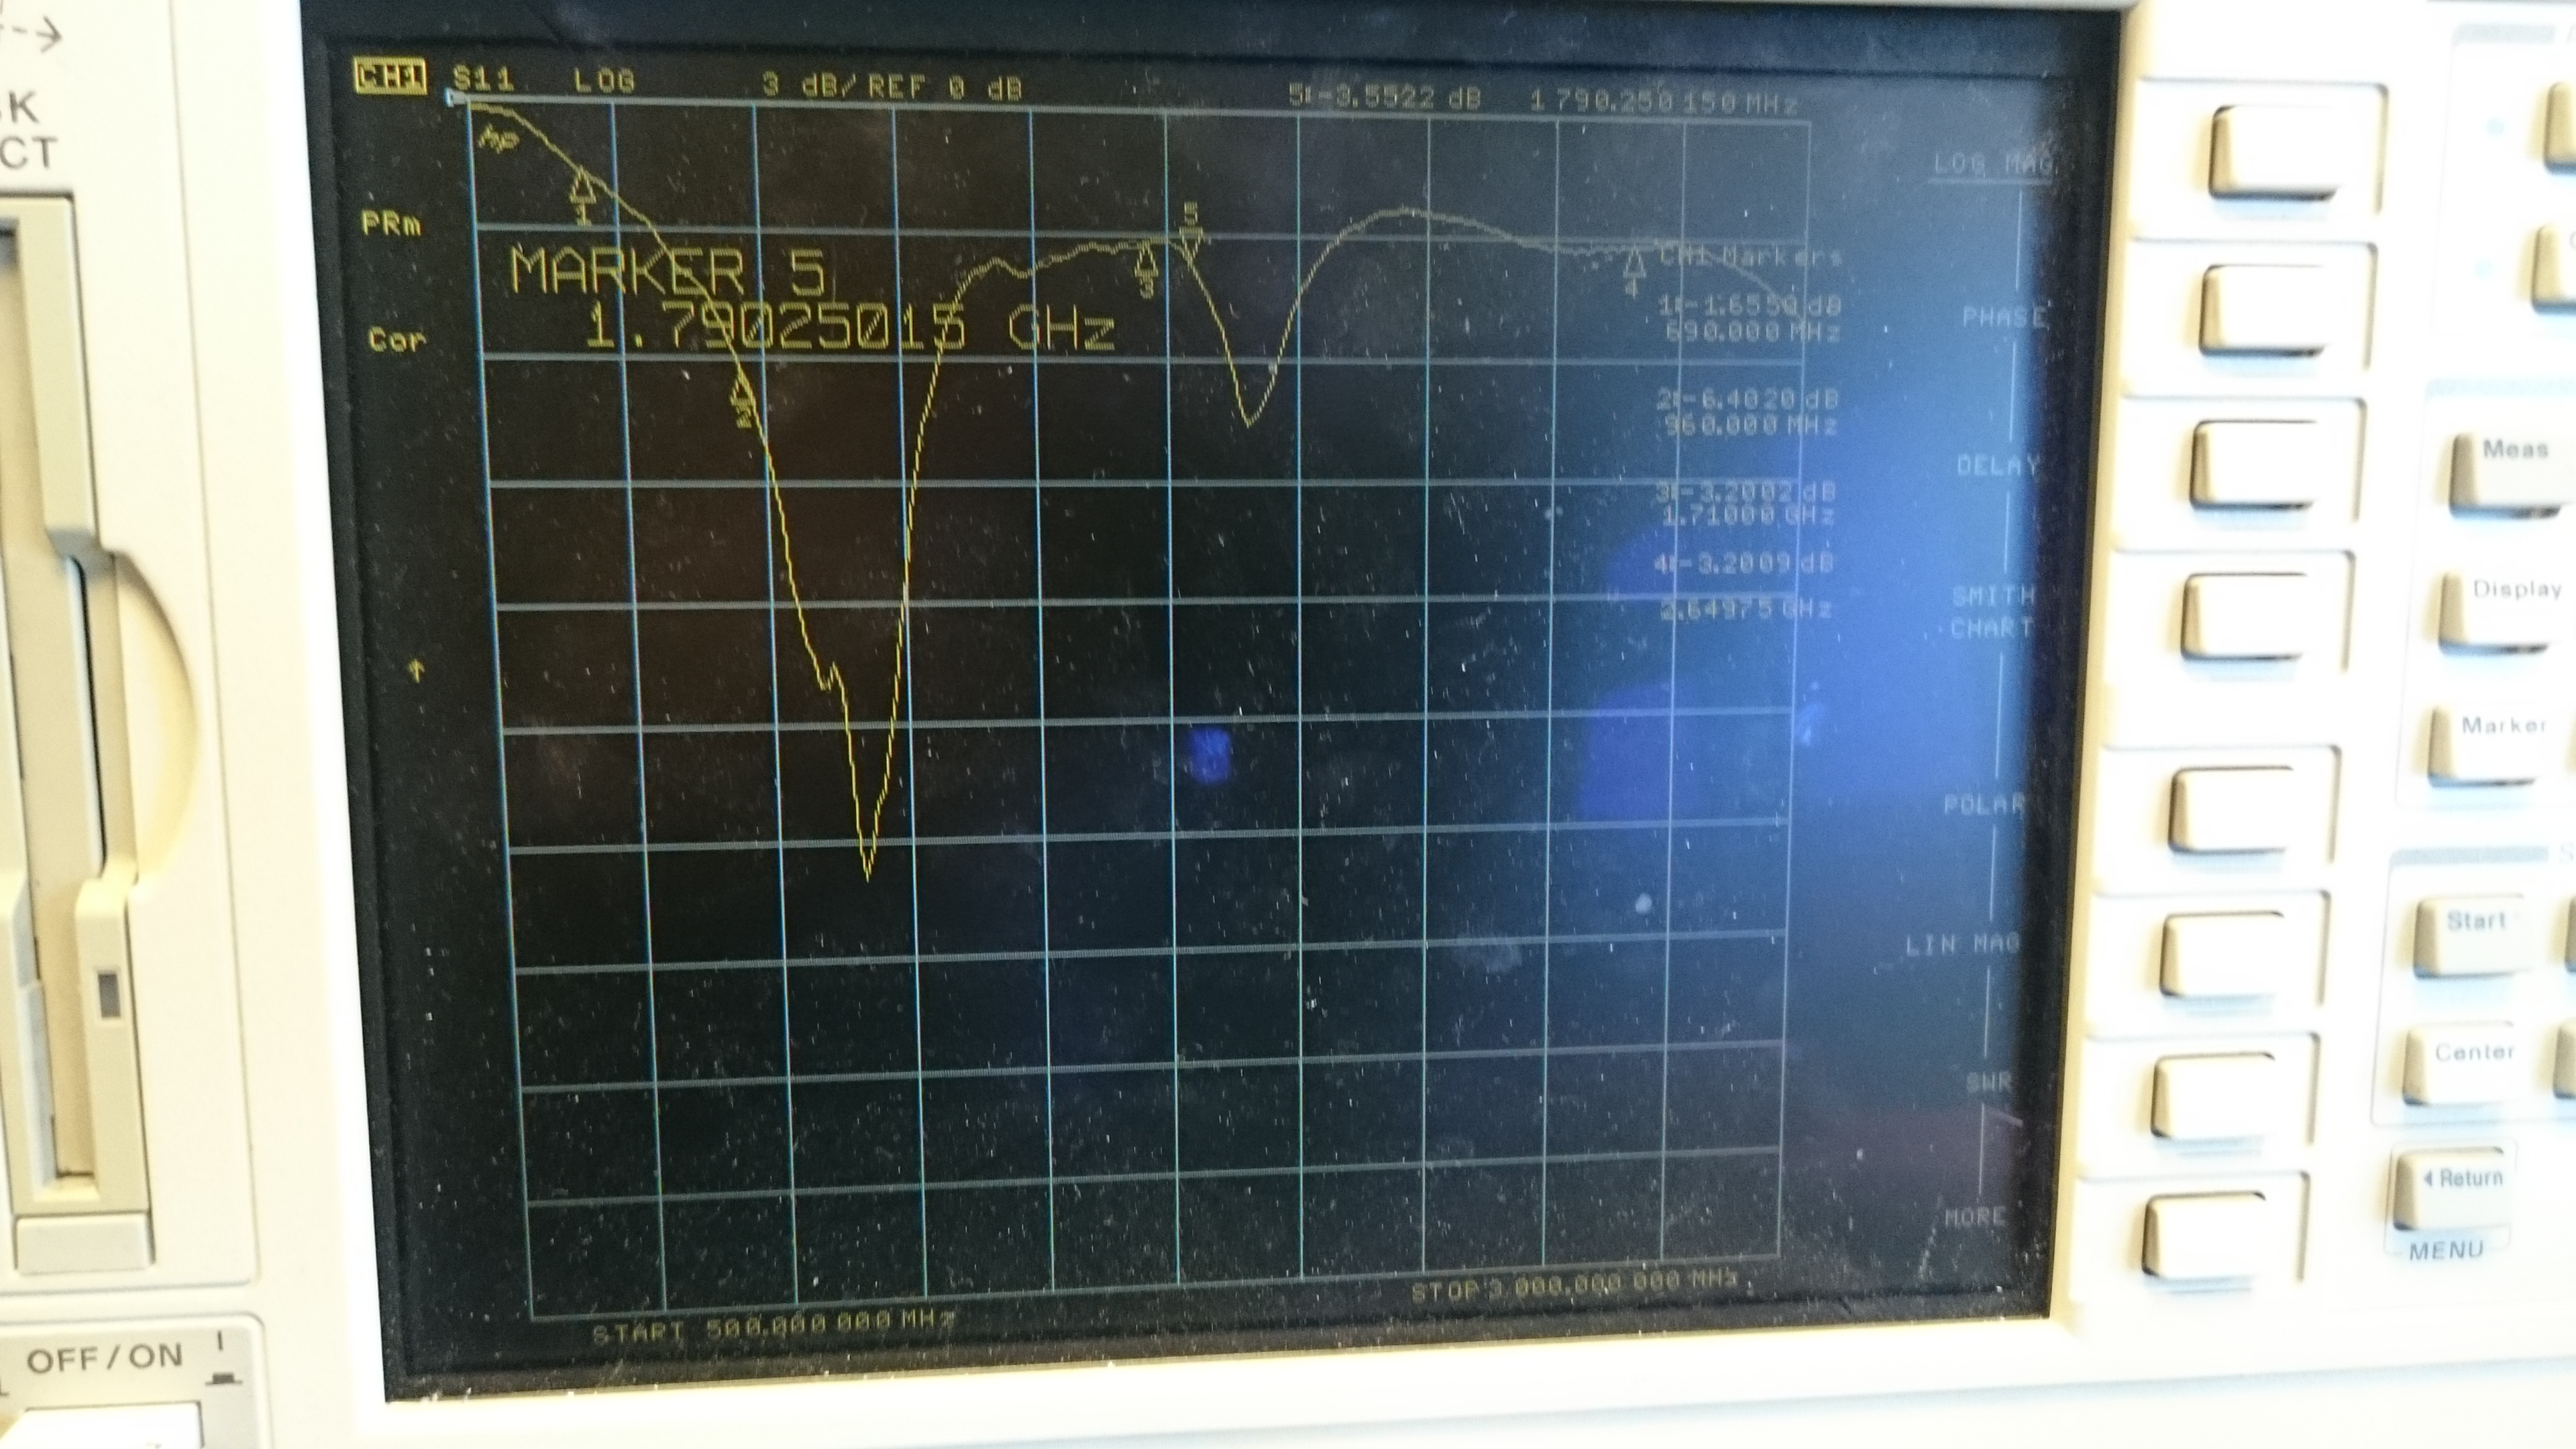 K
CT
CH1 S11 LOG 3 dB/ REF 0 dB 5:-3.5522 dB 1 790.250 150 MHz
hp
PRm
Cor
MARKER 5
1.79025015 GHz
1
2
3
5
4
CH1 Markers
1:-1.6550 dB
690.000 MHz
2:-6.4020 dB
960.000 MHz
3:-3.2002 dB
1.71000 GHz
4:-3.2009 dB
2.64975 GHz
↑
START 500.000 000 MHz
STOP 3 000.000 000 MHz
LOG MAG
PHASE
DELAY
SMITH
CHART
POLAR
LIN MAG
SWR
MORE
Meas
Display
Marker
Start
Center
Return
MENU
OFF/ON